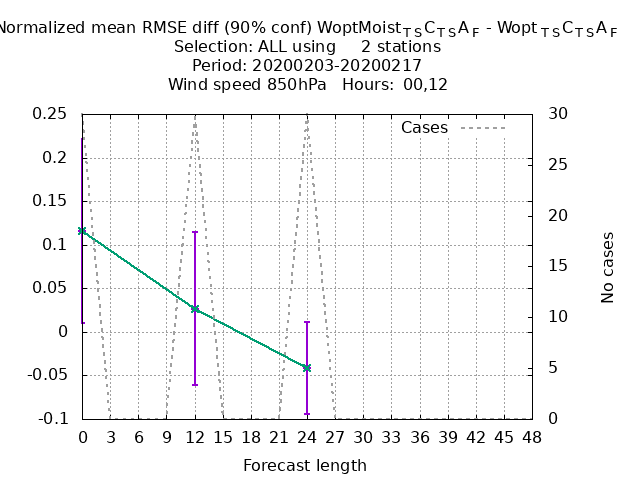 Normalized mean RMSE diff (90% conf) WoptMoist T S C T S A F - Wopt T S C T S A F
Selection: ALL using 2 stations
Period: 20200203-20200217
Wind speed 850hPa Hours: 00,12
Cases
0.25
0.2
0.15
0.1
0.05
0
-0.05
-0.1
30
25
20
15
10
5
0
No cases
0 3 6 9 12 15 18 21 24 27 30 33 36 39 42 45 48
Forecast length